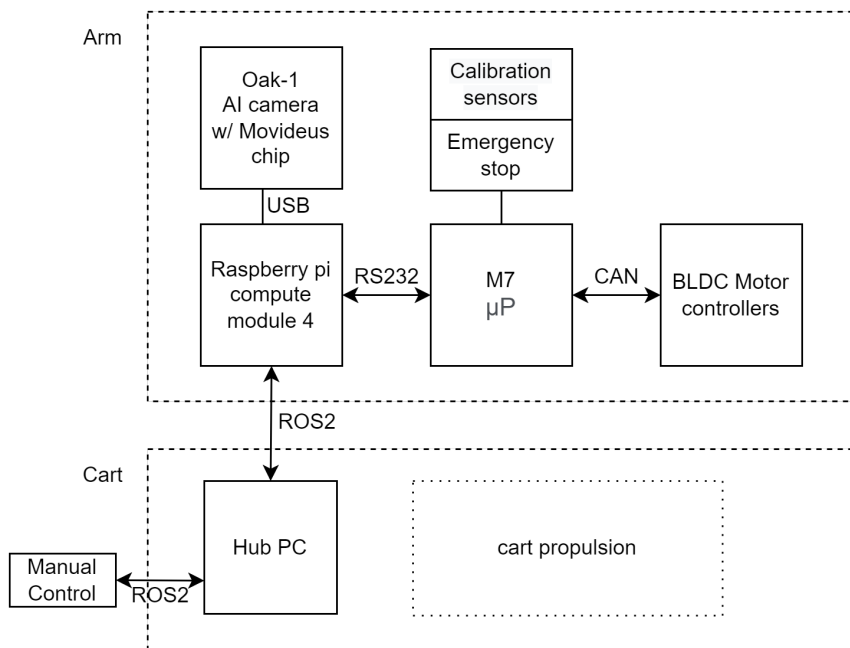 Arm
Oak-1
AI camera
w/ Movideus
chip
Calibration
sensors
Emergency
stop
USB
Raspberry pi
compute
module 4
RS232
M7
µP
CAN
BLDC Motor
controllers
ROS2
Cart
Hub PC
cart propulsion
Manual
Control
ROS2